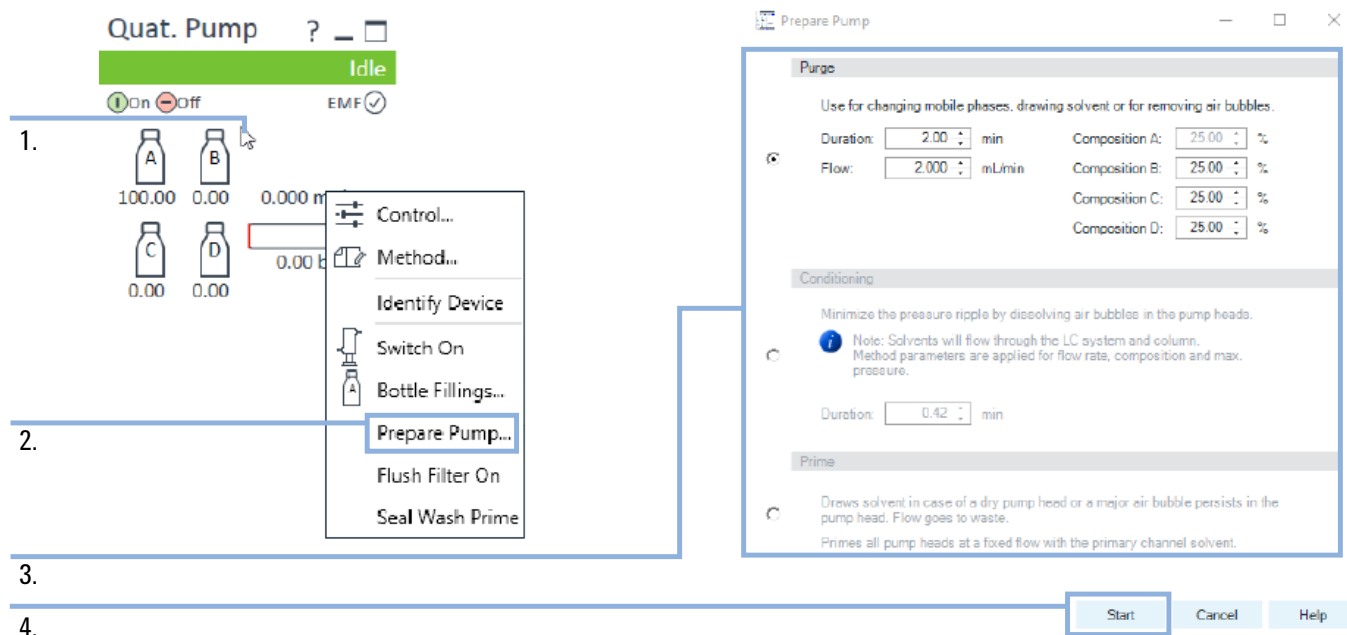 Quat. Pump ?
Idle
On Off EMF
1.
A B
100.00 0.00 0.000 m
C D
0.00 b
0.00 0.00
Control...
Method...
Identify Device
Switch On
A Bottle Fillings...
2.
Prepare Pump...
Flush Filter On
Seal Wash Prime
3.
4.
Prepare Pump
Purge
Use for changing mobile phases, drawing solvent or for removing air bubbles.
Duration: 2.00 min Composition A: 25.00 %
Flow: 2.000 mL/min Composition B: 25.00 %
Composition C: 25.00 %
Composition D: 25.00 %
Conditioning
Minimize the pressure ripple by dissolving air bubbles in the pump heads.
i Note: Solvents will flow through the LC system and column.
Method parameters are applied for flow rate, composition and max.
pressure.
Duration: 0.42 min
Prime
Draws solvent in case of a dry pump head or a major air bubble persists in the
pump head. Flow goes to waste.
Primes all pump heads at a fixed flow with the primary channel solvent.
Start Cancel Help